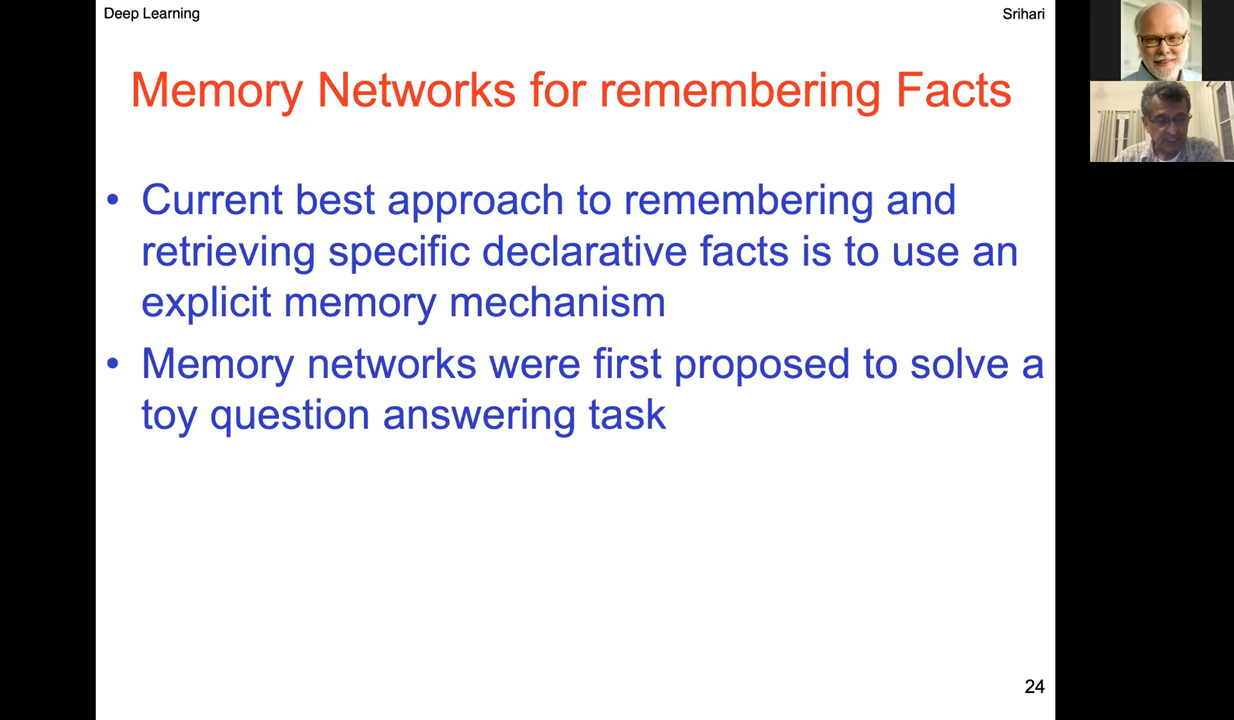 Deep Learning
Srihari
Memory Networks for remembering Facts
• Current best approach to remembering and
retrieving specific declarative facts is to use an
explicit memory mechanism
• Memory networks were first proposed to solve a
toy question answering task
24